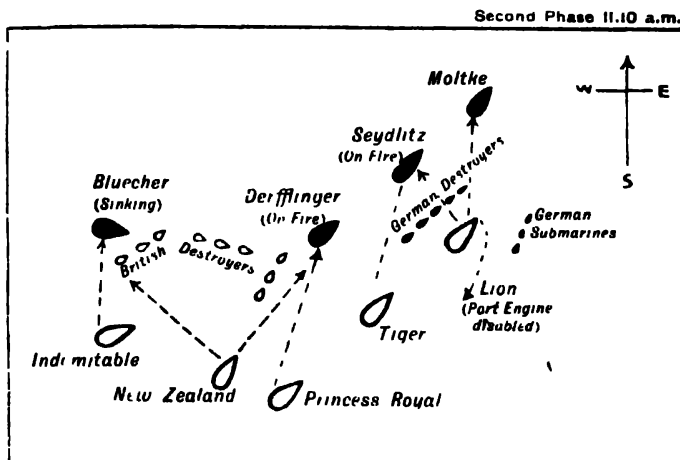 Second Phase 11.10 a.m.
Moltke
W E
S
Seydlitz
(On Fire)
German Destroyers
Bluecher
(Sinking)
Derfflinger
(On Fire)
British Destroyers
German
Submarines
Lion
(Port Engine
disabled)
Tiger
Indomitable
New Zealand
Princess Royal